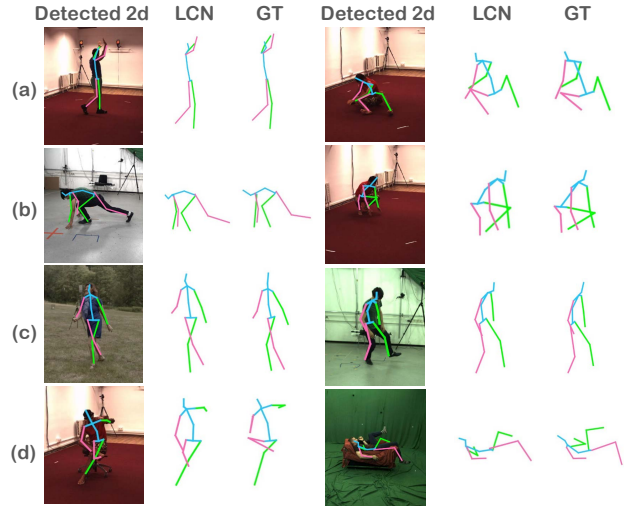 Detected 2d LCN GT Detected 2d LCN GT
(a)
(b)
(c)
(d)